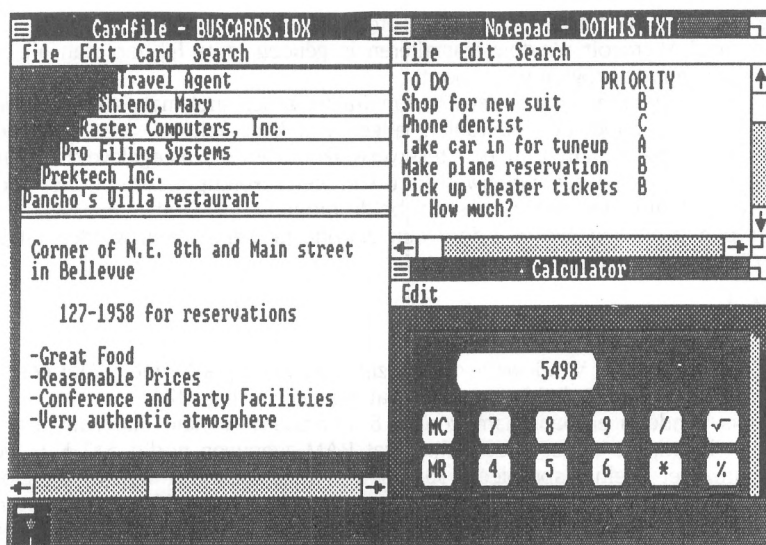 Cardfile - BUSCARDS.IDX
File Edit Card Search
Travel Agent
Shieno, Mary
Raster Computers, Inc.
Pro Filing Systems
Prektech Inc.
Pancho's Villa restaurant
Corner of N.E. 8th and Main street
in Bellevue
127-1958 for reservations
-Great Food
-Reasonable Prices
-Conference and Party Facilities
-Very authentic atmosphere
Notepad - DOTHIS.TXT
File Edit Search
TO DO PRIORITY
Shop for new suit B
Phone dentist C
Take car in for tuneup A
Make plane reservation B
Pick up theater tickets B
How much?
Calculator
Edit
5498
MC 7 8 9 / √
MR 4 5 6 * %